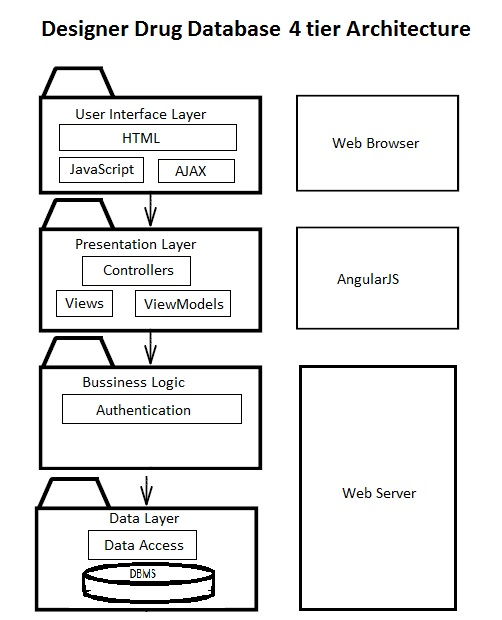 Designer Drug Database 4 tier Architecture
User Interface Layer
HTML
JavaScript
AJAX
Web Browser
Presentation Layer
Controllers
Views
ViewModels
AngularJS
Bussiness Logic
Authentication
Data Layer
Data Access
DBMS
Web Server